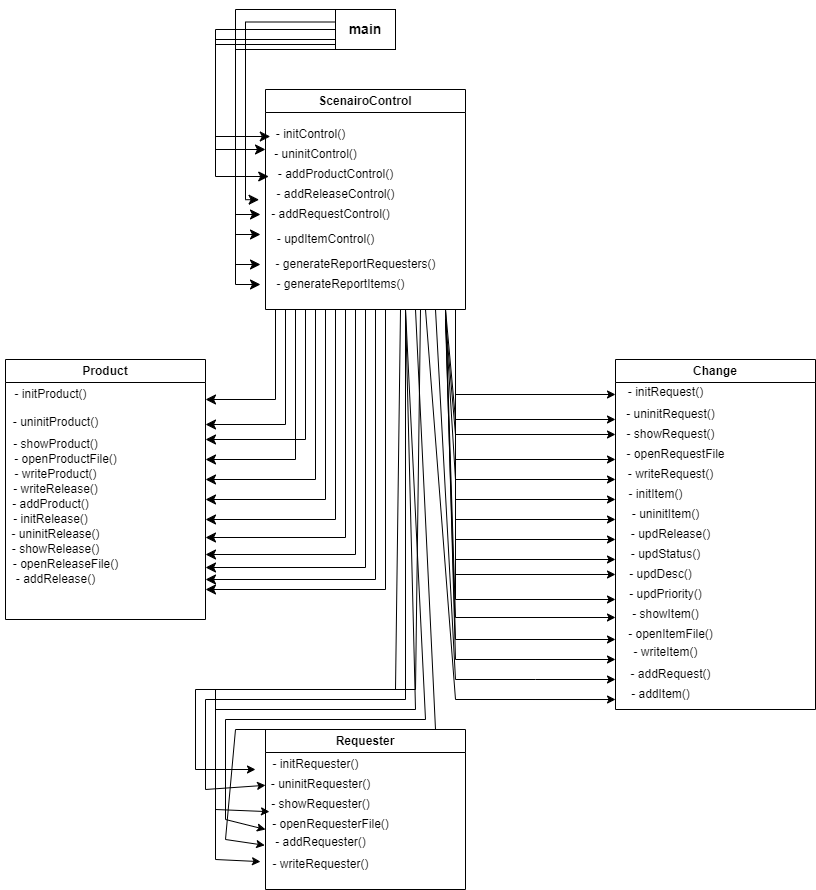 main
ScenairoControl
- initControl()
- uninitControl()
- addProductControl()
- addReleaseControl()
- addRequestControl()
- updItemControl()
- generateReportRequesters()
- generateReportItems()
Product
- initProduct()
- uninitProduct()
- showProduct()
- openProductFile()
- writeProduct()
- writeRelease()
- addProduct()
- initRelease()
- uninitRelease()
- showRelease()
- openReleaseFile()
- addRelease()
Change
- initRequest()
- uninitRequest()
- showRequest()
- openRequestFile
- writeRequest()
- initItem()
- uninitItem()
- updRelease()
- updStatus()
- updDesc()
- updPriority()
- showItem()
- openItemFile()
- writeItem()
- addRequest()
- addItem()
Requester
- initRequester()
- uninitRequester()
- showRequester()
- openRequesterFile()
- addRequester()
- writeRequester()